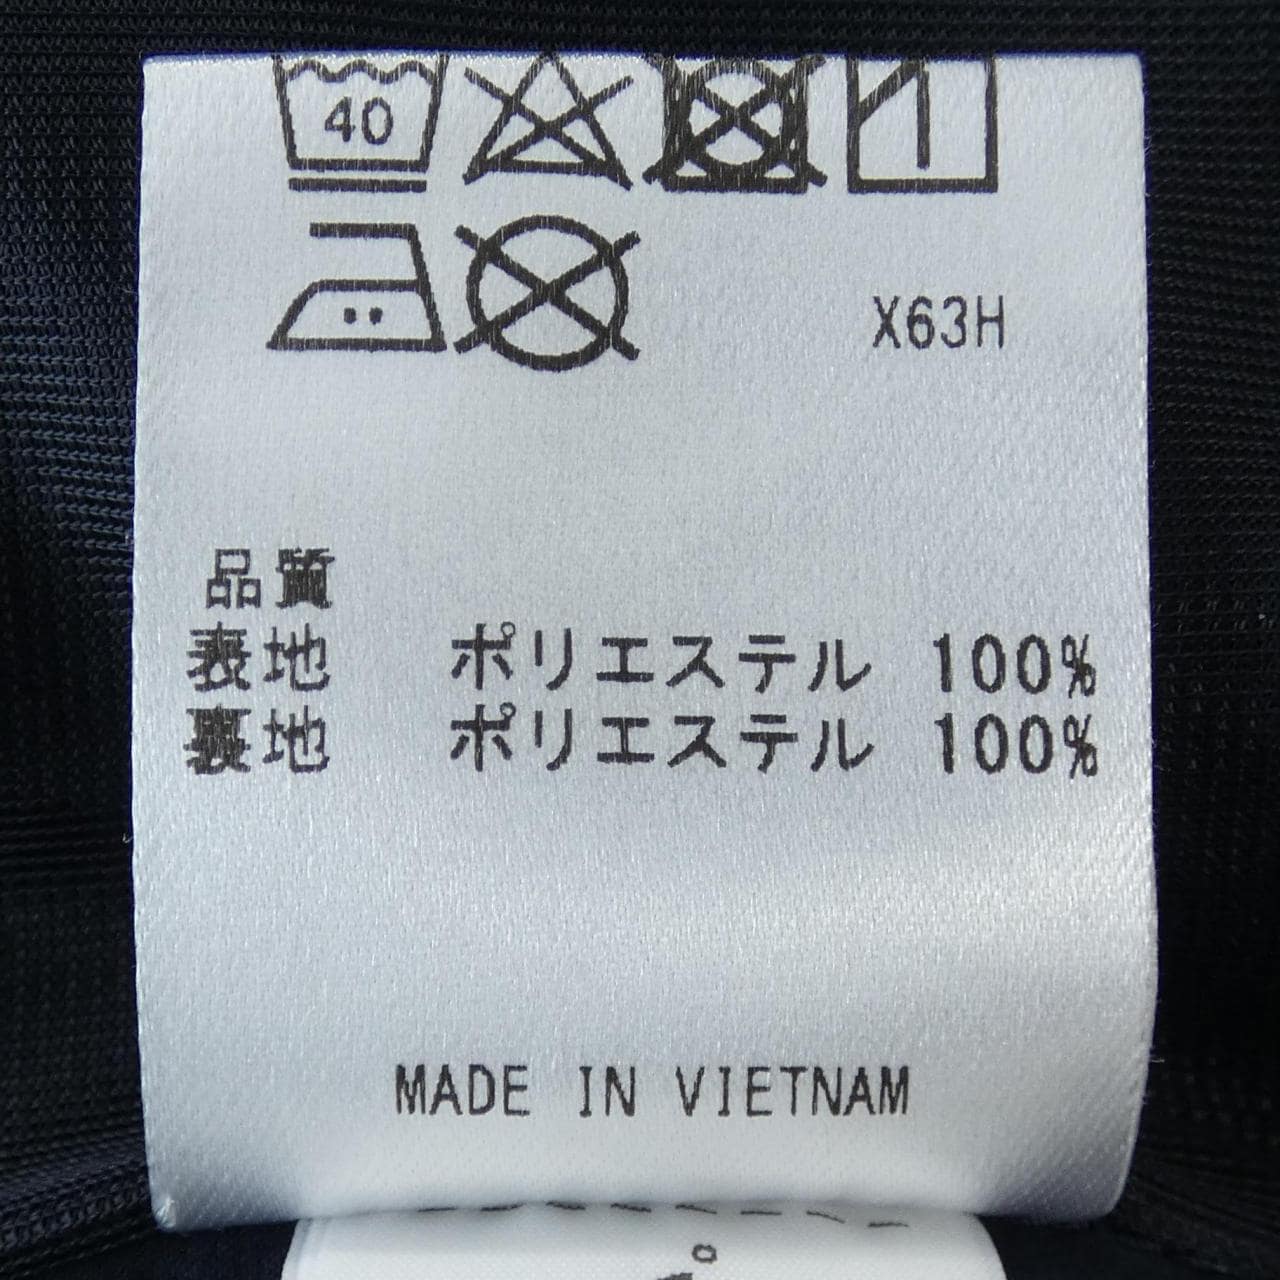 40
X63H
品質
表地 ポリエステル 100%
裏地 ポリエステル 100%
MADE IN VIETNAM